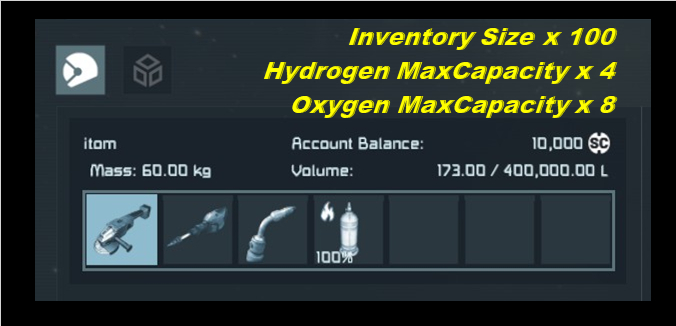 Inventory Size x 100
Hydrogen MaxCapacity x 4
Oxygen MaxCapacity x 8
itom Account Balance: 10,000 SC
Mass: 60.00 kg Volume: 173.00 / 400,000.00 L
100%